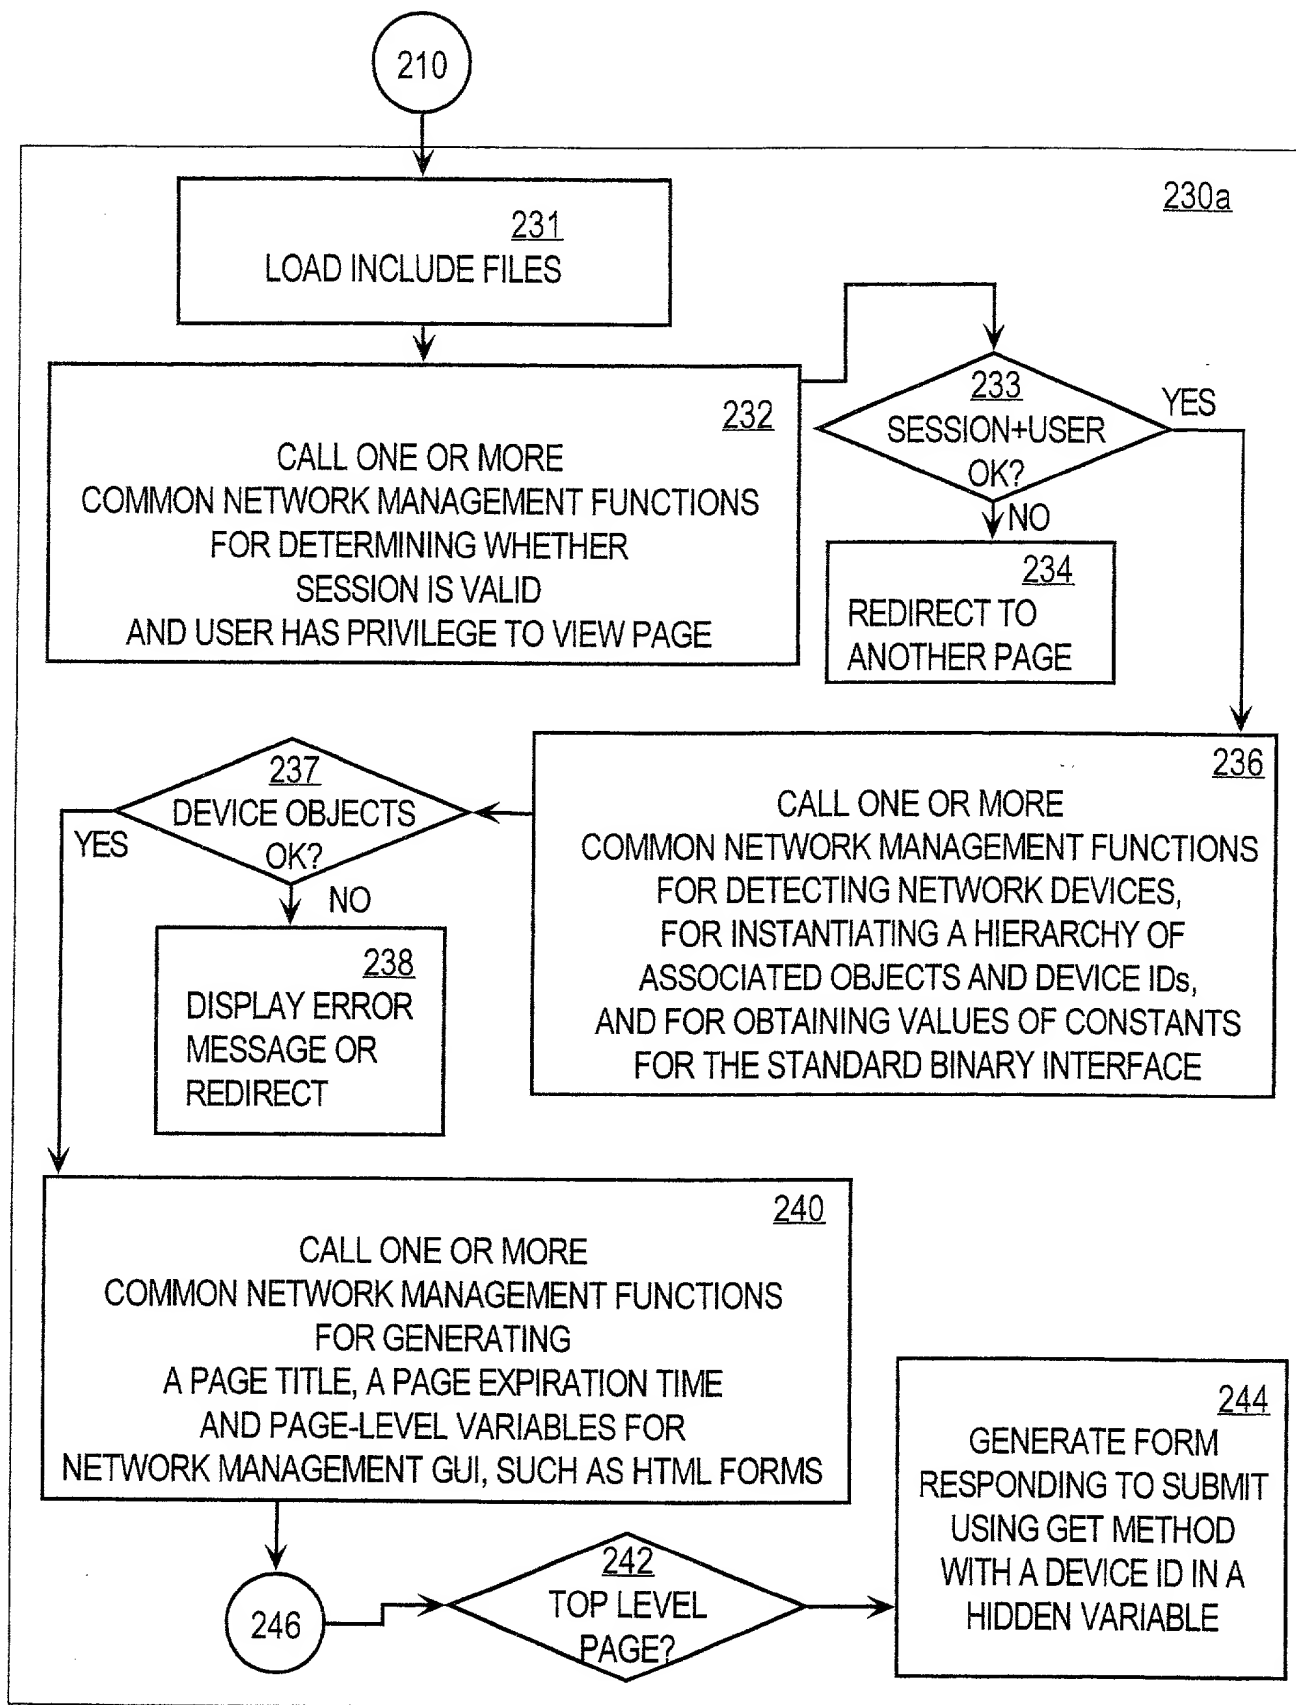 210
230a
231
LOAD INCLUDE FILES
232
CALL ONE OR MORE
COMMON NETWORK MANAGEMENT FUNCTIONS
FOR DETERMINING WHETHER
SESSION IS VALID
AND USER HAS PRIVILEGE TO VIEW PAGE
233
SESSION+USER
OK?
YES
NO
234
REDIRECT TO
ANOTHER PAGE
236
CALL ONE OR MORE
COMMON NETWORK MANAGEMENT FUNCTIONS
FOR DETECTING NETWORK DEVICES,
FOR INSTANTIATING A HIERARCHY OF
ASSOCIATED OBJECTS AND DEVICE IDs,
AND FOR OBTAINING VALUES OF CONSTANTS
FOR THE STANDARD BINARY INTERFACE
237
DEVICE OBJECTS
OK?
YES
NO
238
DISPLAY ERROR
MESSAGE OR
REDIRECT
240
CALL ONE OR MORE
COMMON NETWORK MANAGEMENT FUNCTIONS
FOR GENERATING
A PAGE TITLE, A PAGE EXPIRATION TIME
AND PAGE-LEVEL VARIABLES FOR
NETWORK MANAGEMENT GUI, SUCH AS HTML FORMS
246
242
TOP LEVEL
PAGE?
244
GENERATE FORM
RESPONDING TO SUBMIT
USING GET METHOD
WITH A DEVICE ID IN A
HIDDEN VARIABLE